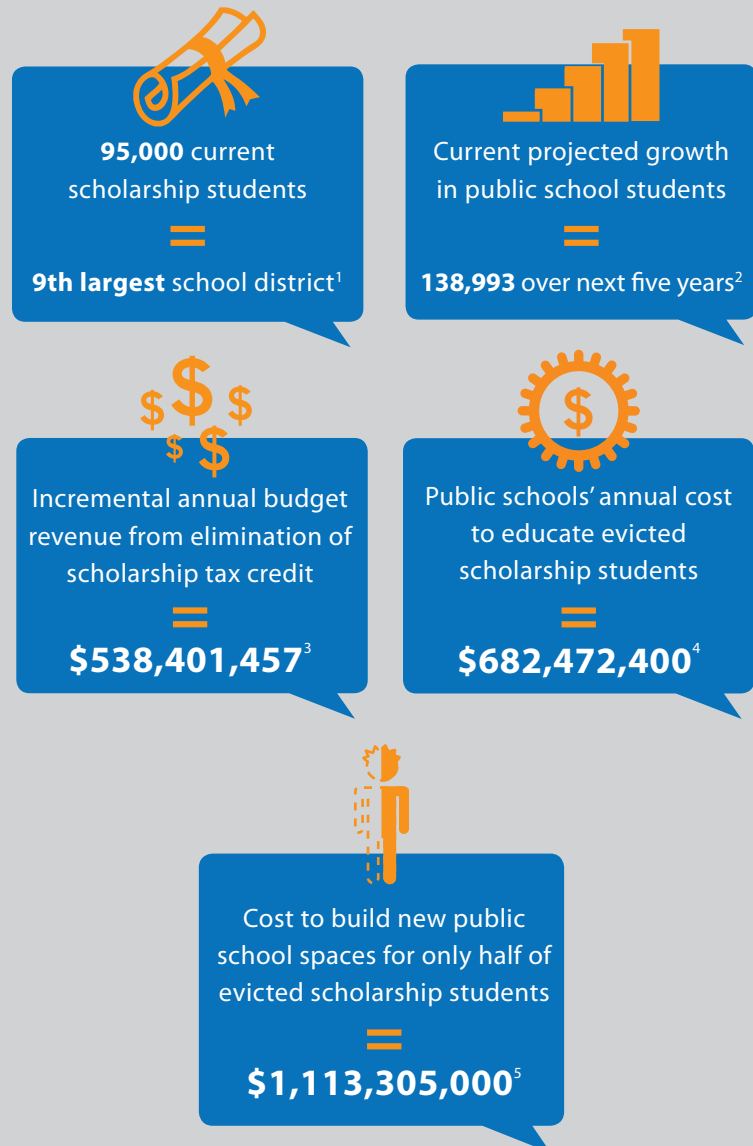 95,000 current
scholarship students
=
9th largest school district¹
Current projected growth
in public school students
=
138,993 over next five years²
$ $ $ $ $
Incremental annual budget
revenue from elimination of
scholarship tax credit
=
$538,401,457³
$
Public schools’ annual cost
to educate evicted
scholarship students
=
$682,472,400⁴
Cost to build new public
school spaces for only half of
evicted scholarship students
=
$1,113,305,000⁵